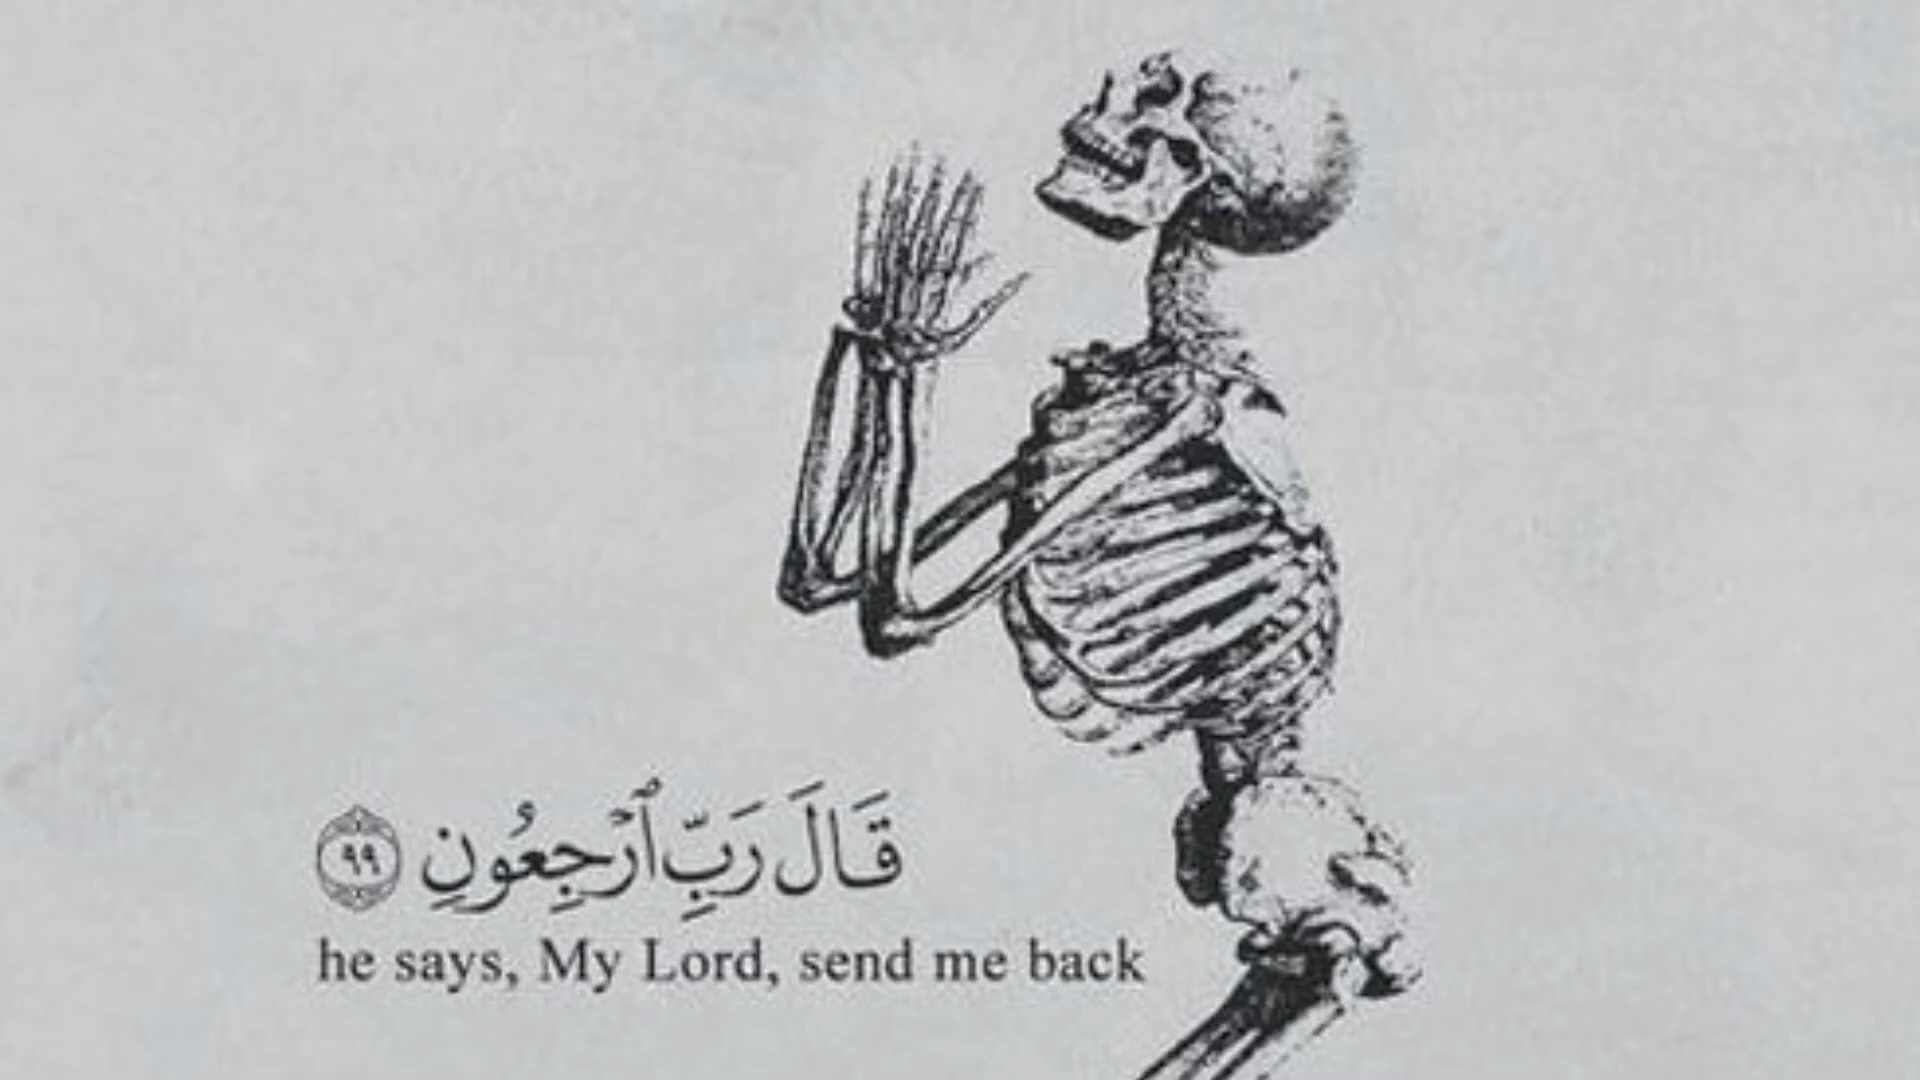 قَالَ رَبِّ ٱرۡجِعُونِ ٩٩
he says, My Lord, send me back